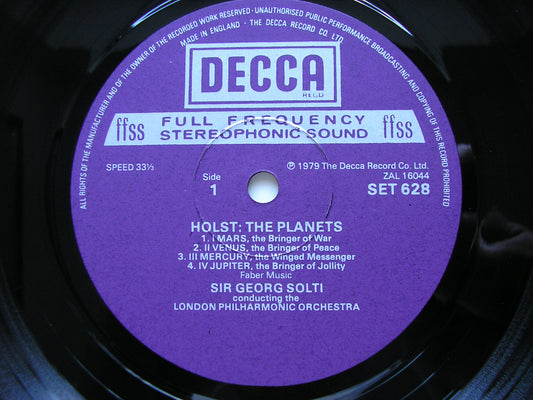 ALL RIGHTS OF THE MANUFACTURER AND OF THE OWNER OF THE RECORDED WORK RESERVED · UNAUTHORISED PUBLIC PERFORMANCE BROADCASTING AND COPYING OF THIS RECORD PROHIBITED
MADE IN ENGLAND · THE DECCA RECORD CO. LTD.
DECCA
REGD
ffss FULL FREQUENCY STEREOPHONIC SOUND ffss
SPEED 33⅓
Side
1
Ⓟ 1979 The Decca Record Co. Ltd.
ZAL 16044
SET 628
HOLST: THE PLANETS
1. I MARS, the Bringer of War
2. II VENUS, the Bringer of Peace
3. III MERCURY, the Winged Messenger
4. IV JUPITER, the Bringer of Jollity
Faber Music
SIR GEORG SOLTI
conducting the
LONDON PHILHARMONIC ORCHESTRA